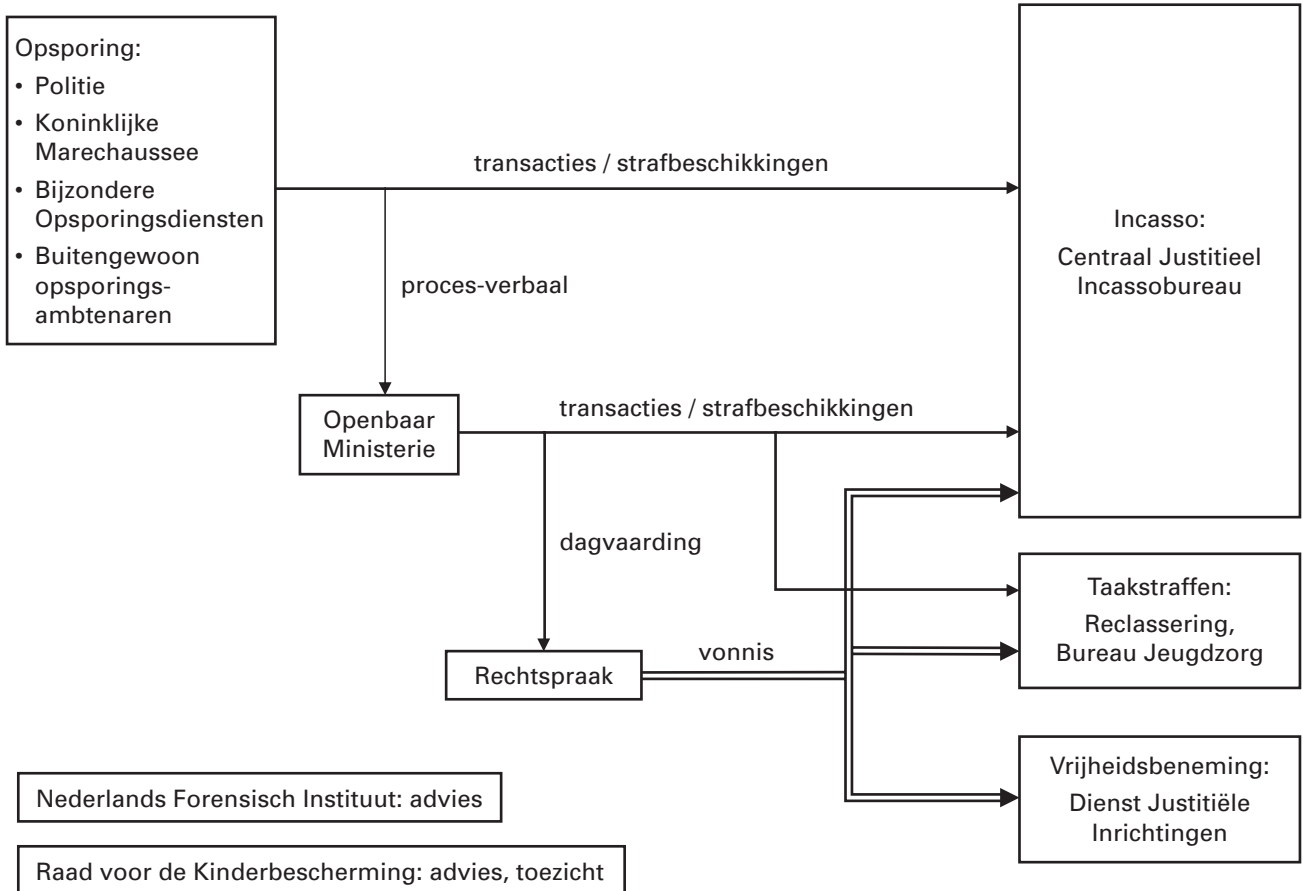 Opsporing:
• Politie
• Koninklijke
Marechaussee
• Bijzondere
Opsporingsdiensten
• Buitengewoon
opsporings-
ambtenaren
transacties / strafbeschikkingen
Incasso:
Centraal Justitieel
Incassobureau
proces-verbaal
Openbaar
Ministerie
transacties / strafbeschikkingen
dagvaarding
Taakstraffen:
Reclassering,
Bureau Jeugdzorg
Rechtspraak
vonnis
Vrijheidsbeneming:
Dienst Justitiële
Inrichtingen
Nederlands Forensisch Instituut: advies
Raad voor de Kinderbescherming: advies, toezicht